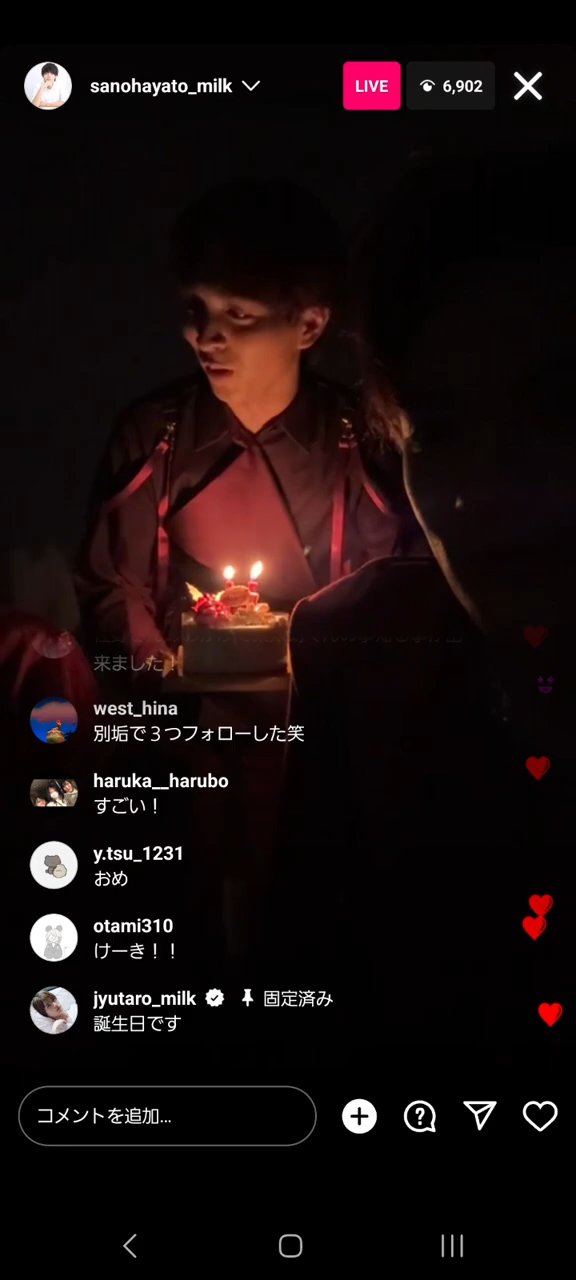 sanohayato_milk
LIVE
6,902
来ました！
west_hina
別垢で３つフォローした笑
haruka__harubo
すごい！
y.tsu_1231
おめ
otami310
けーき！！
jyutaro_milk 固定済み
誕生日です
コメントを追加...